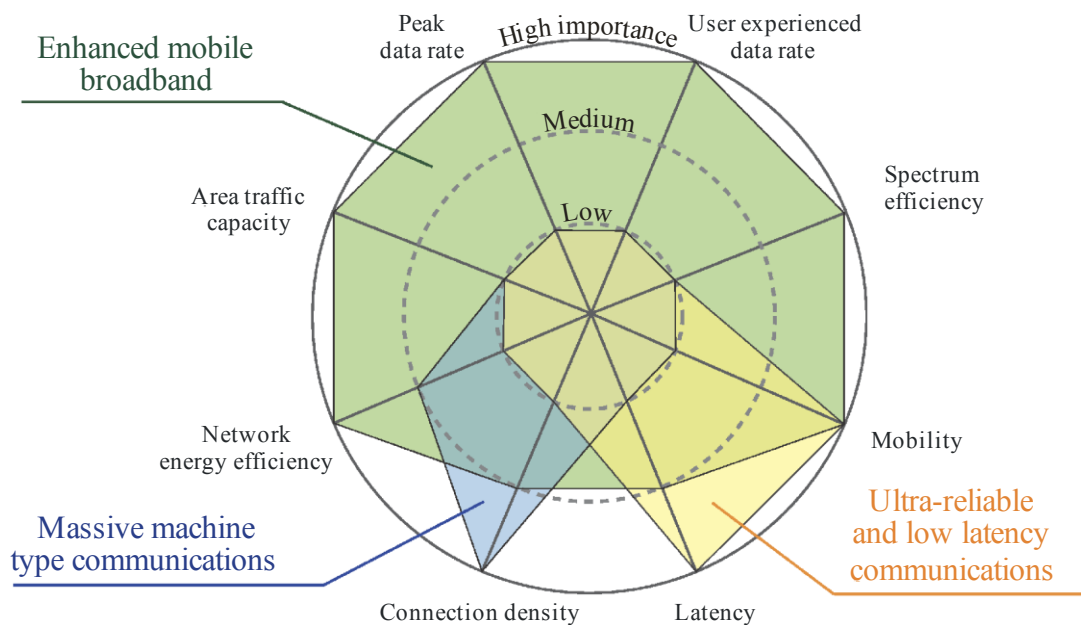 Peak
data rate
High importance
User experienced
data rate
Enhanced mobile
broadband
Medium
Area traffic
capacity
Low
Spectrum
efficiency
Network
energy efficiency
Mobility
Massive machine
type communications
Ultra-reliable
and low latency
communications
Connection density
Latency